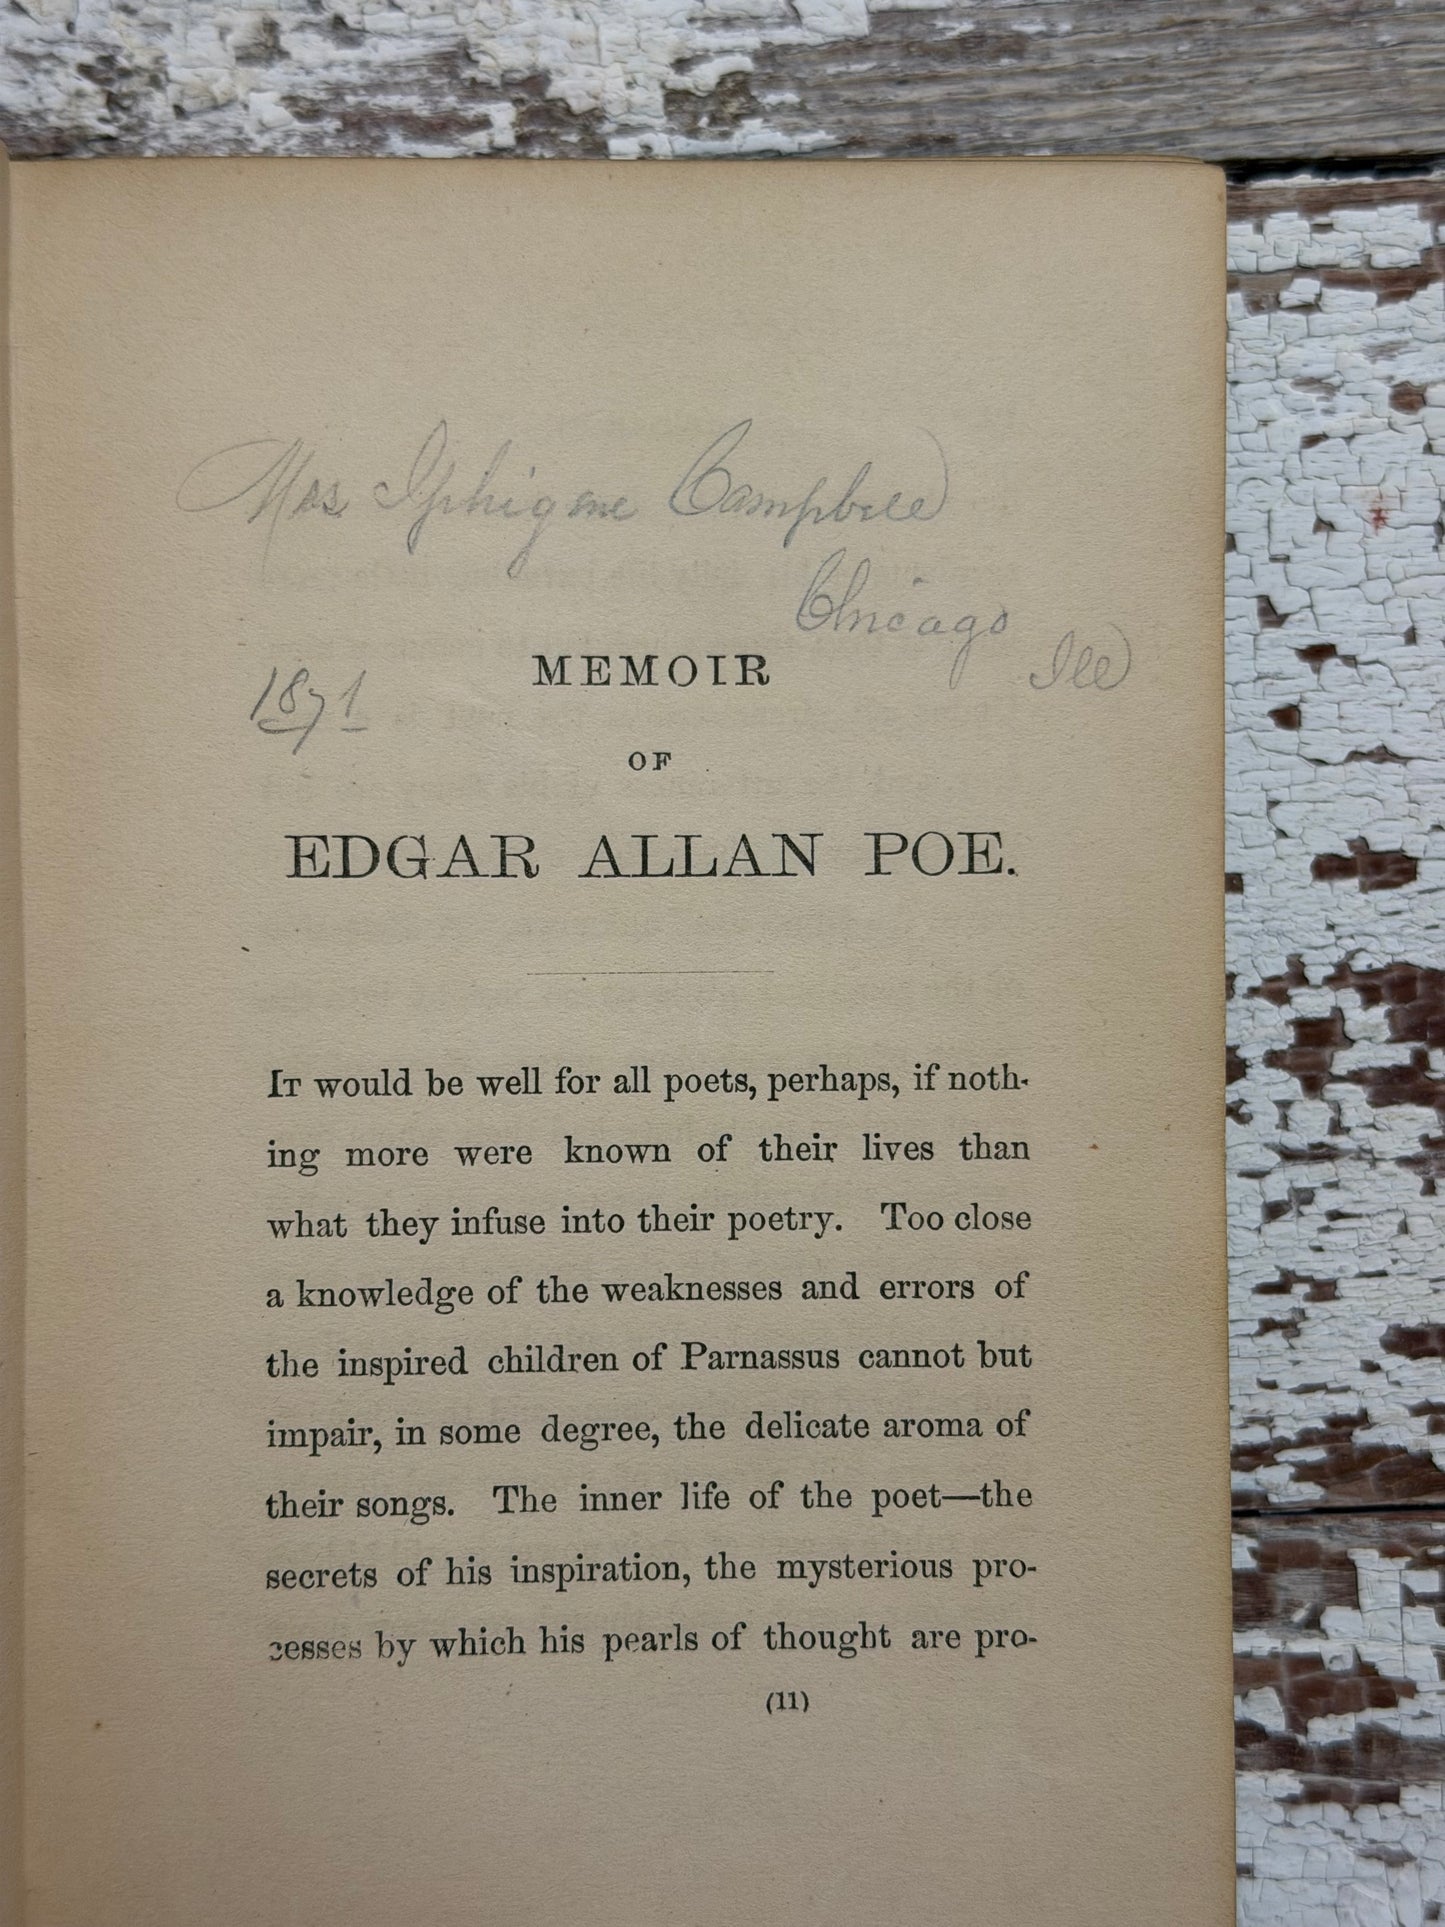 Mrs Iphigene Campbell
Chicago
Ill
1871
MEMOIR
OF
EDGAR ALLAN POE.
IT would be well for all poets, perhaps, if noth-
ing more were known of their lives than
what they infuse into their poetry. Too close
a knowledge of the weaknesses and errors of
the inspired children of Parnassus cannot but
impair, in some degree, the delicate aroma of
their songs. The inner life of the poet—the
secrets of his inspiration, the mysterious pro-
cesses by which his pearls of thought are pro-
(11)